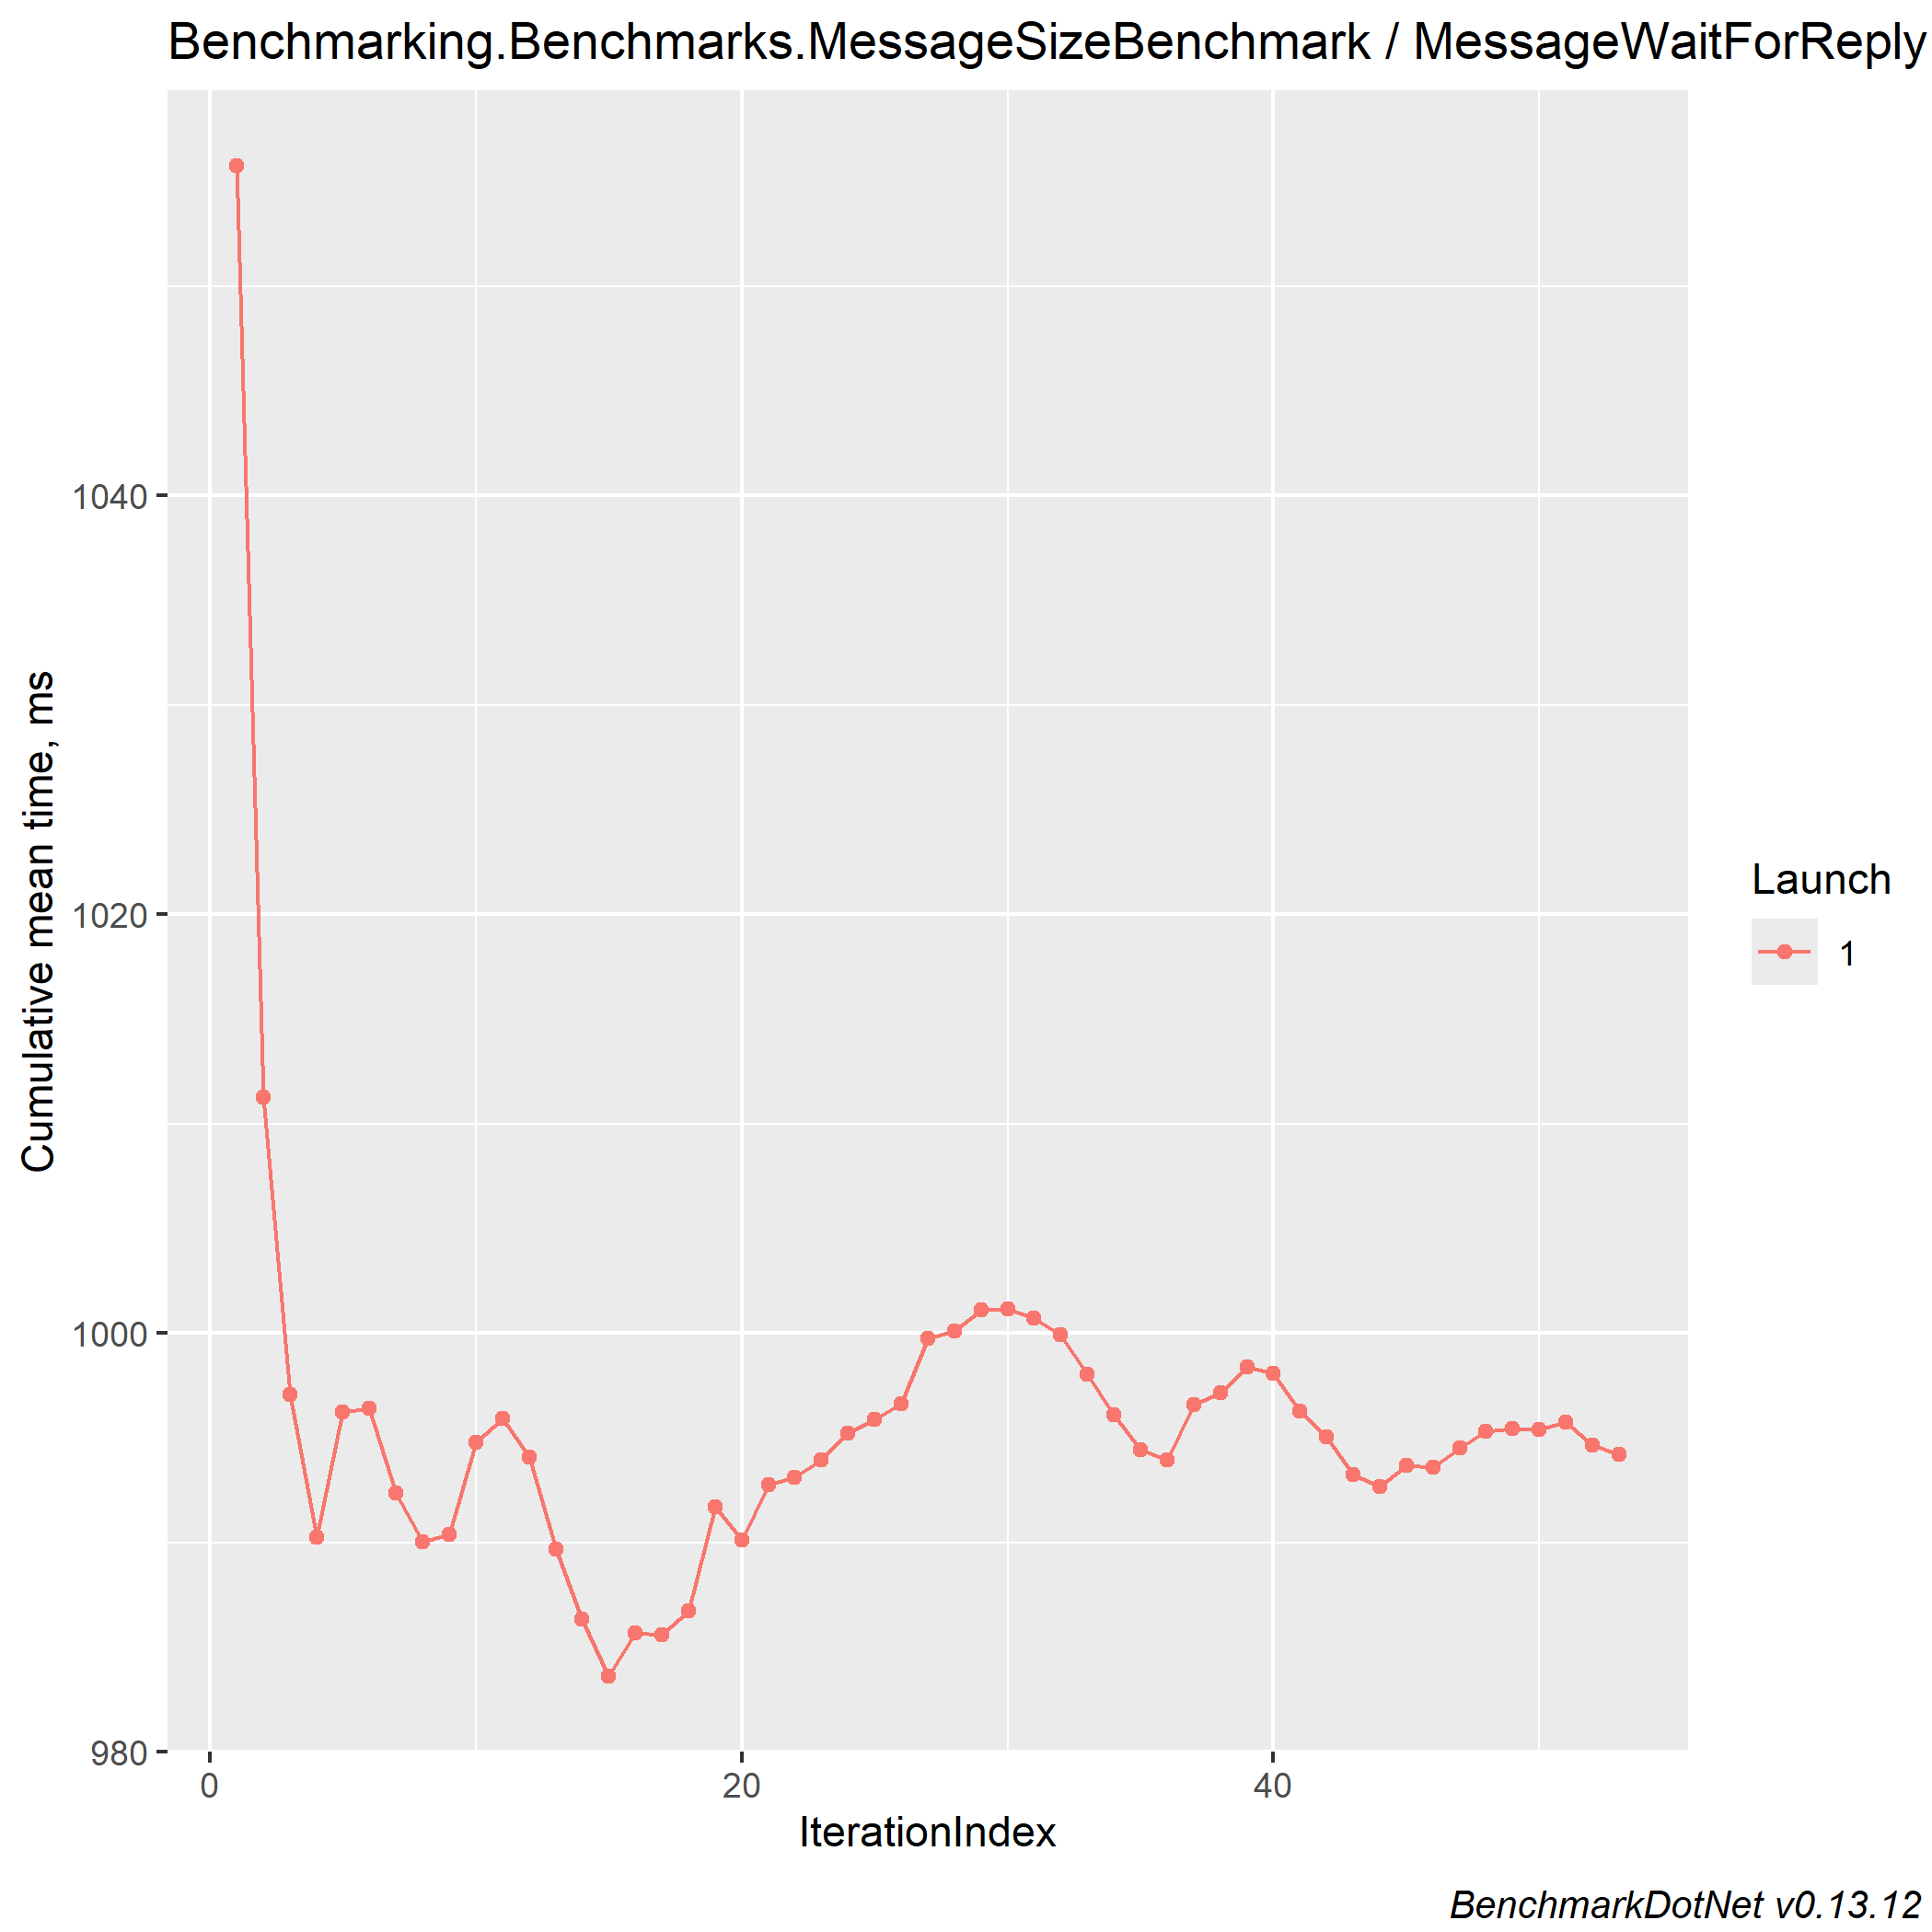 Benchmarking.Benchmarks.MessageSizeBenchmark / MessageWaitForReply
Cumulative mean time, ms
1040
1020
1000
980
0 20 40
IterationIndex
Launch
1
BenchmarkDotNet v0.13.12